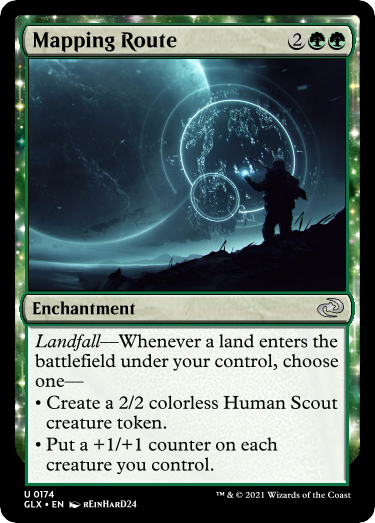 Mapping Route 2
Enchantment
Landfall—Whenever a land enters the
battlefield under your control, choose
one—
• Create a 2/2 colorless Human Scout
creature token.
• Put a +1/+1 counter on each
creature you control.
U 0174
GLX • EN rEInHarD24
™ & © 2021 Wizards of the Coast